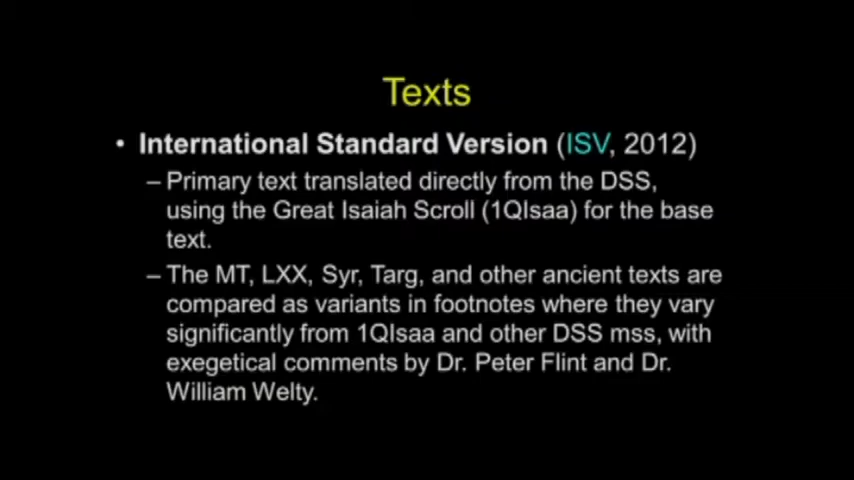 Texts
• International Standard Version (ISV, 2012)
– Primary text translated directly from the DSS,
using the Great Isaiah Scroll (1QIsaa) for the base
text.
– The MT, LXX, Syr, Targ, and other ancient texts are
compared as variants in footnotes where they vary
significantly from 1QIsaa and other DSS mss, with
exegetical comments by Dr. Peter Flint and Dr.
William Welty.